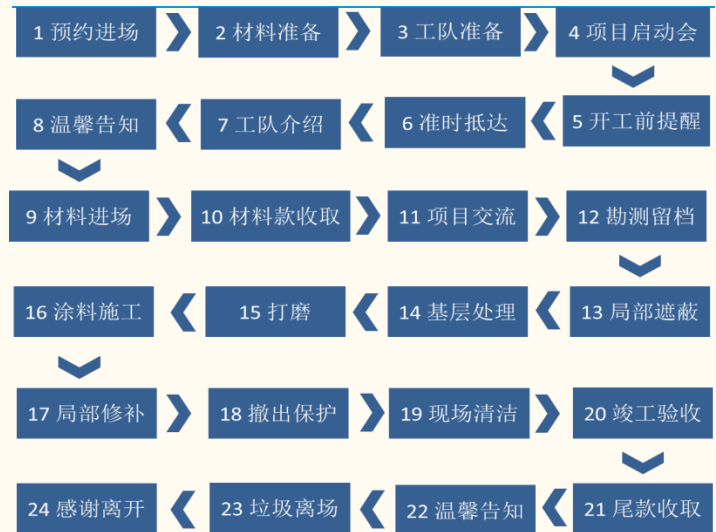 1 预约进场
2 材料准备
3 工队准备
4 项目启动会
5 开工前提醒
6 准时抵达
7 工队介绍
8 温馨告知
9 材料进场
10 材料款收取
11 项目交流
12 勘测留档
13 局部遮蔽
14 基层处理
15 打磨
16 涂料施工
17 局部修补
18 撤出保护
19 现场清洁
20 竣工验收
21 尾款收取
22 温馨告知
23 垃圾离场
24 感谢离开